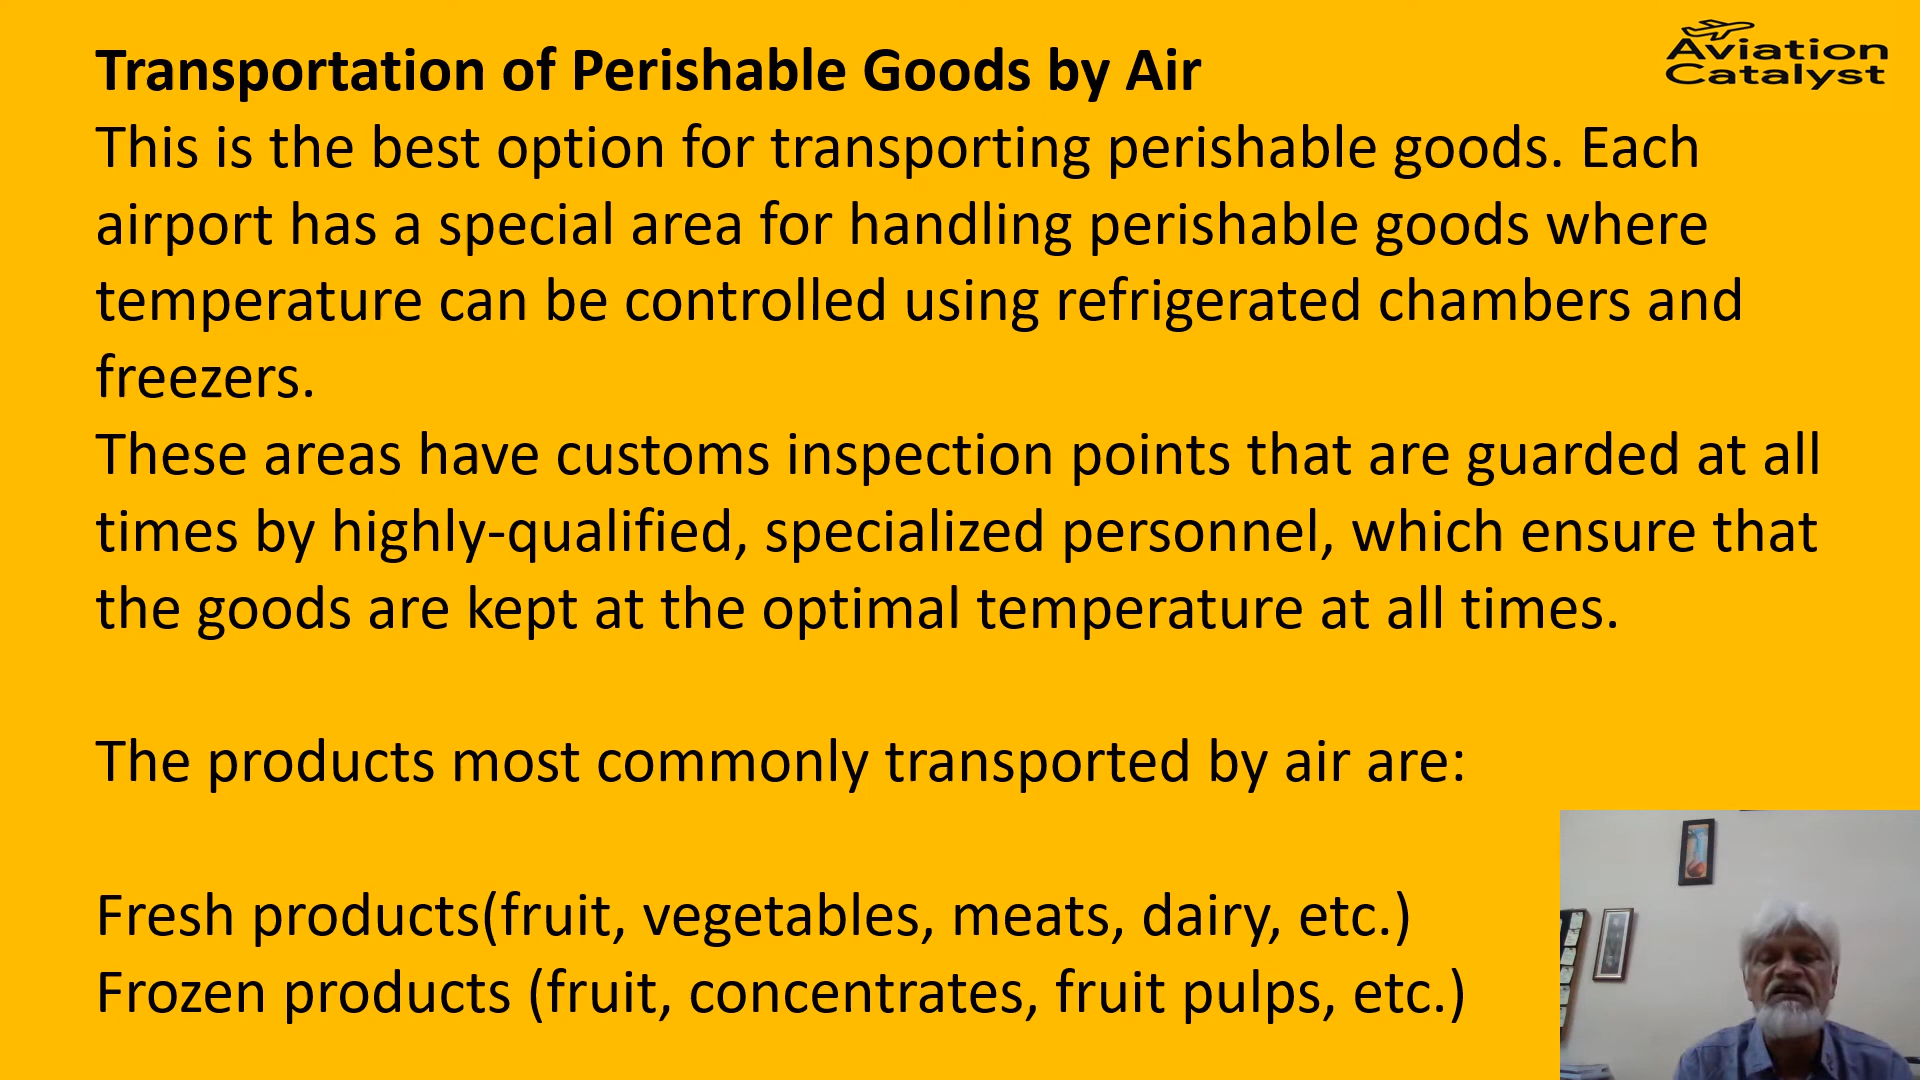 Transportation of Perishable Goods by Air
Aviation
Catalyst
This is the best option for transporting perishable goods. Each
airport has a special area for handling perishable goods where
temperature can be controlled using refrigerated chambers and
freezers.
These areas have customs inspection points that are guarded at all
times by highly-qualified, specialized personnel, which ensure that
the goods are kept at the optimal temperature at all times.
The products most commonly transported by air are:
Fresh products(fruit, vegetables, meats, dairy, etc.)
Frozen products (fruit, concentrates, fruit pulps, etc.)